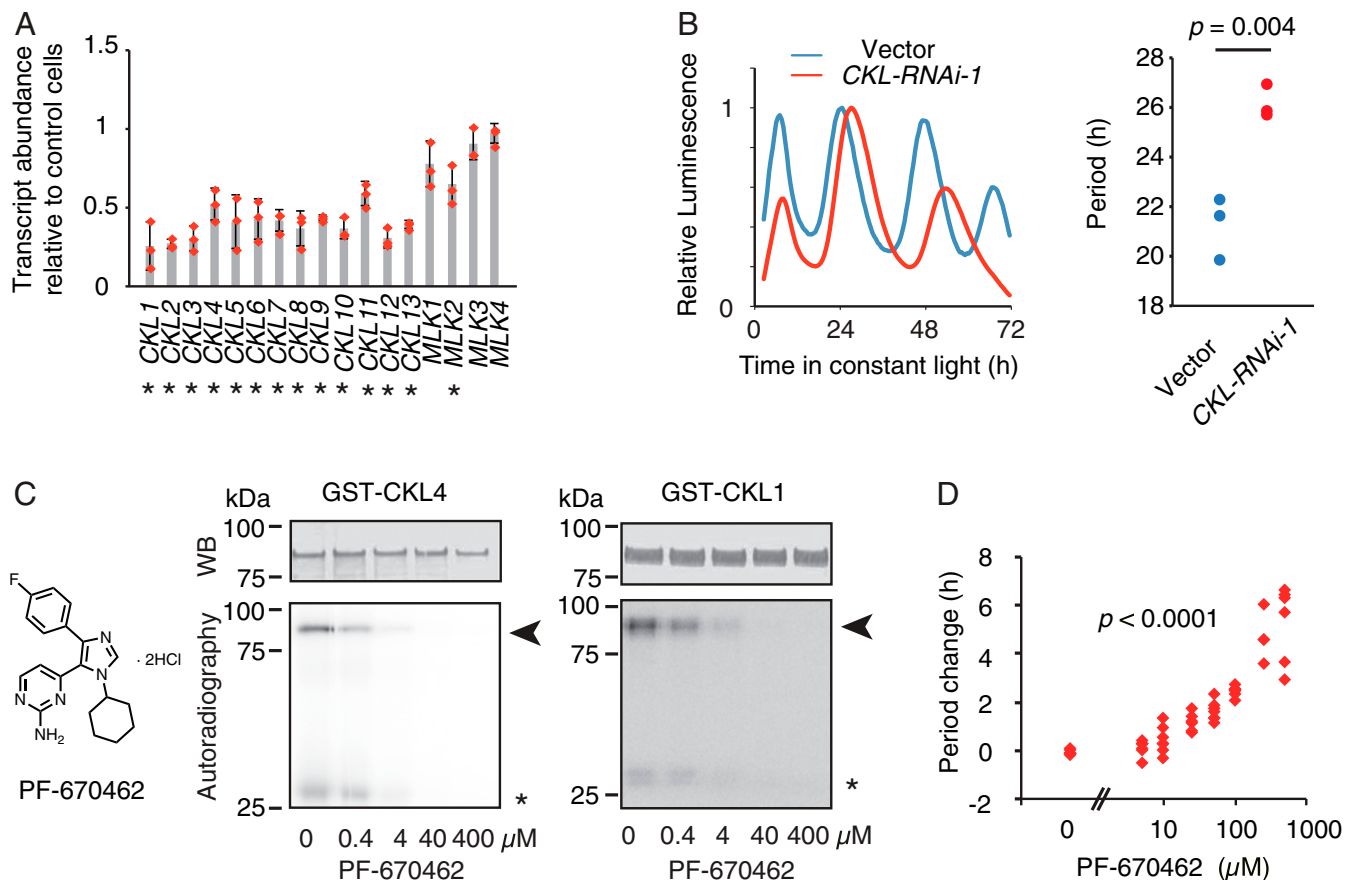 A
Transcript abundance
relative to control cells
1.5
1
0.5
0
CKL1
CKL2
CKL3
CKL4
CKL5
CKL6
CKL7
CKL8
CKL9
CKL10
CKL11
CKL12
CKL13
MLK1
MLK2
MLK3
MLK4
* * * * * * * * * * * * * *
B
Vector
CKL-RNAi-1
Relative Luminescence
1
0
0 24 48 72
Time in constant light (h)
p = 0.004
Period (h)
28
26
24
22
20
18
Vector
CKL-RNAi-1
C
F
N
N
· 2HCl
N
N
NH2
PF-670462
kDa
GST-CKL4
WB
100
75
Autoradiography
100
75
25
*
0 0.4 4 40 400 µM
PF-670462
kDa
GST-CKL1
100
75
100
75
25
*
0 0.4 4 40 400 µM
PF-670462
D
Period change (h)
8
6
4
2
0
-2
p < 0.0001
0 10 100 1000
PF-670462 (µM)